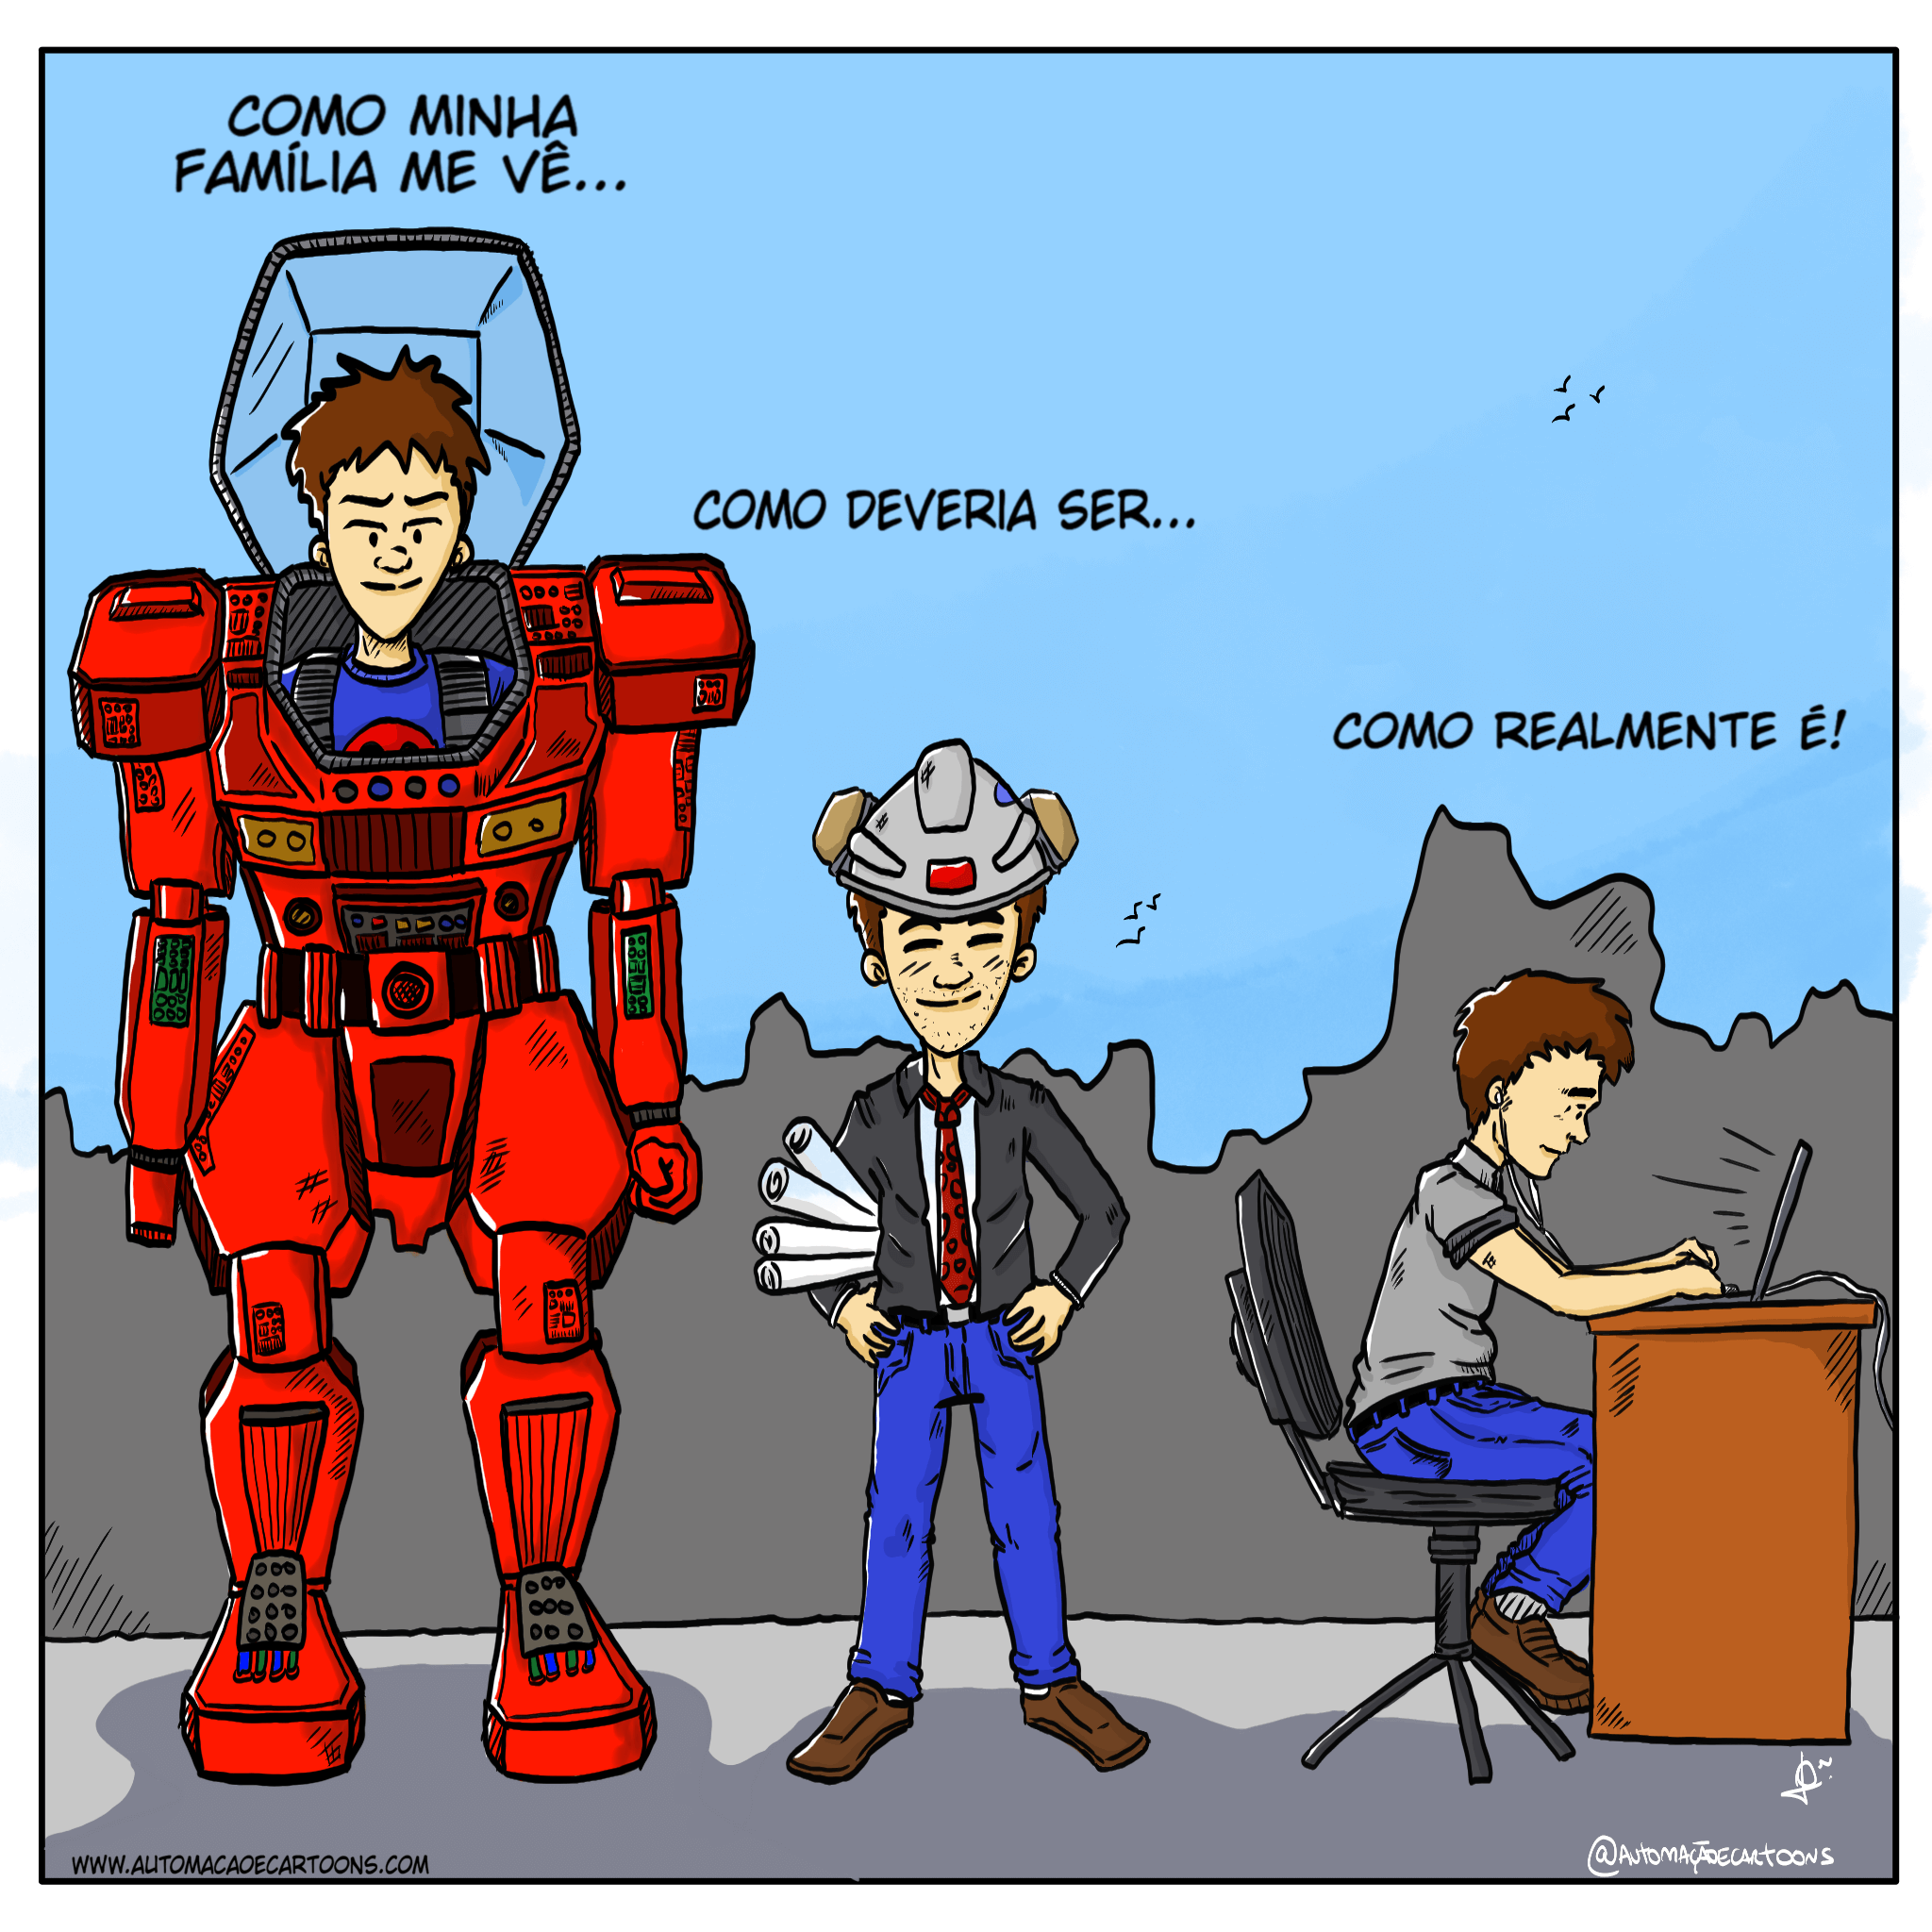 COMO MINHA
FAMÍLIA ME VÊ...
COMO DEVERIA SER...
COMO REALMENTE É!
WWW.AUTOMACAOECARTOONS.COM
@AUTOMAÇÃOECARTOONS